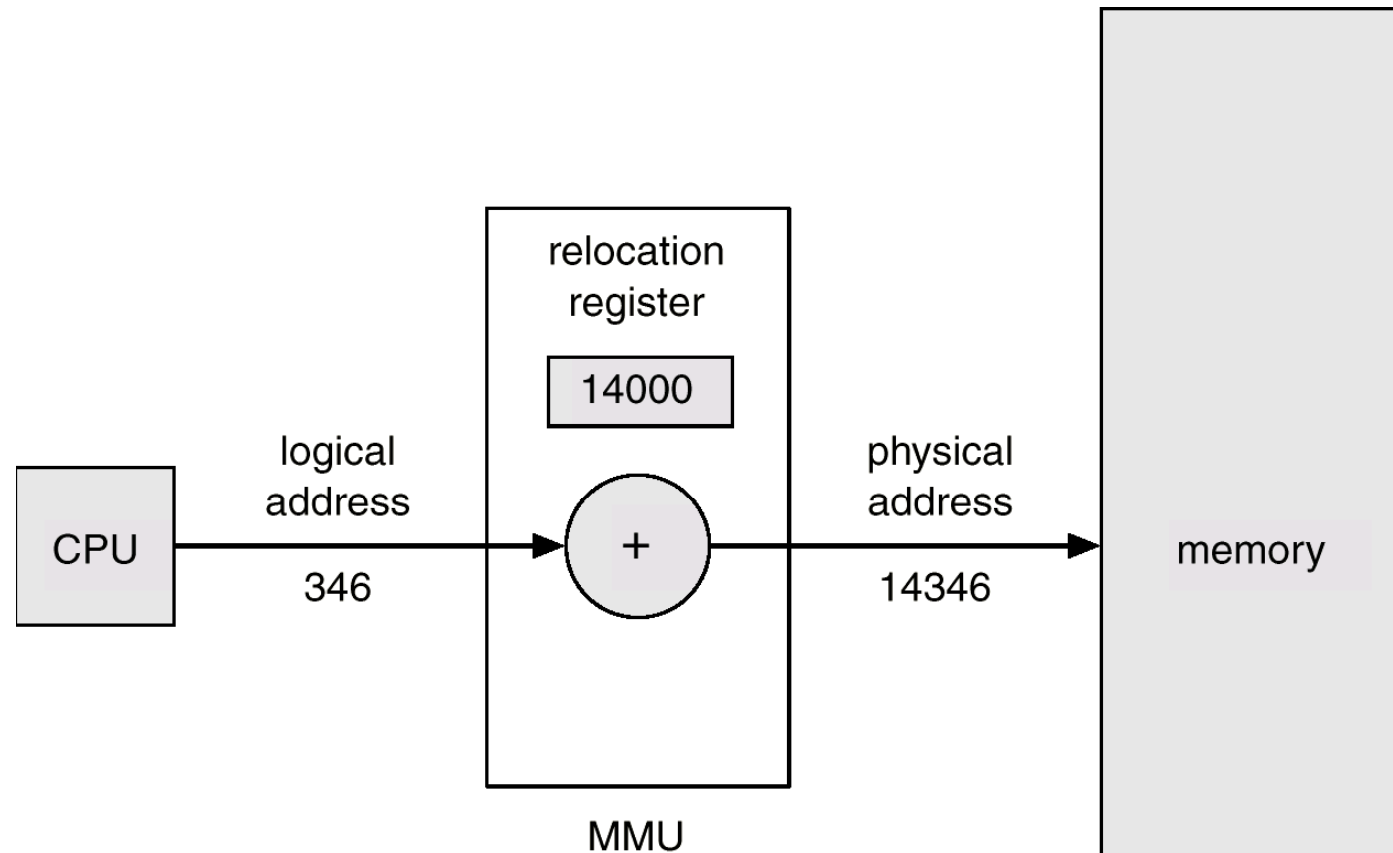 relocation
register
14000
logical
address
physical
address
CPU
+
memory
346
14346
MMU